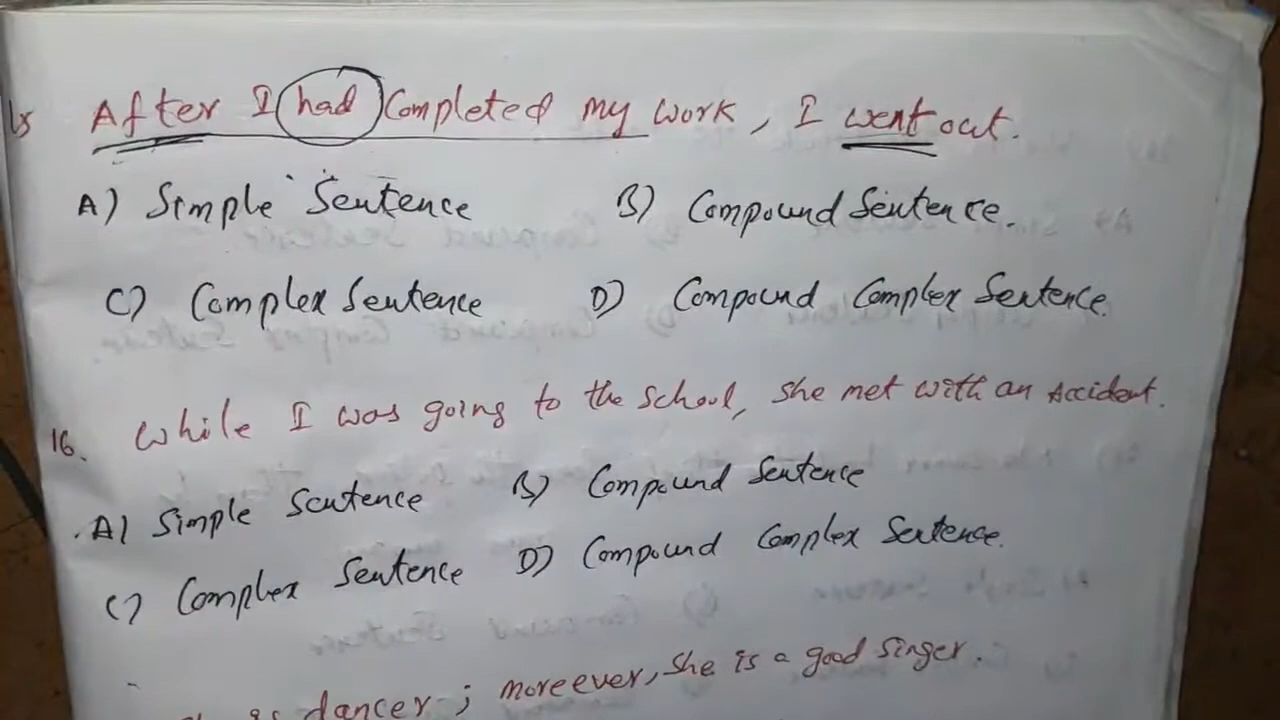 15 After I had Completed my work, I went out.
A) Simple Sentence B) Compound Sentence.
C) Complex Sentence D) Compound Complex Sentence.
16. While I was going to the school, she met with an Accident.
A) Simple Sentence B) Compound Sentence
C) Complex Sentence D) Compound Complex Sentence.
dancer; moreever, she is a good singer.